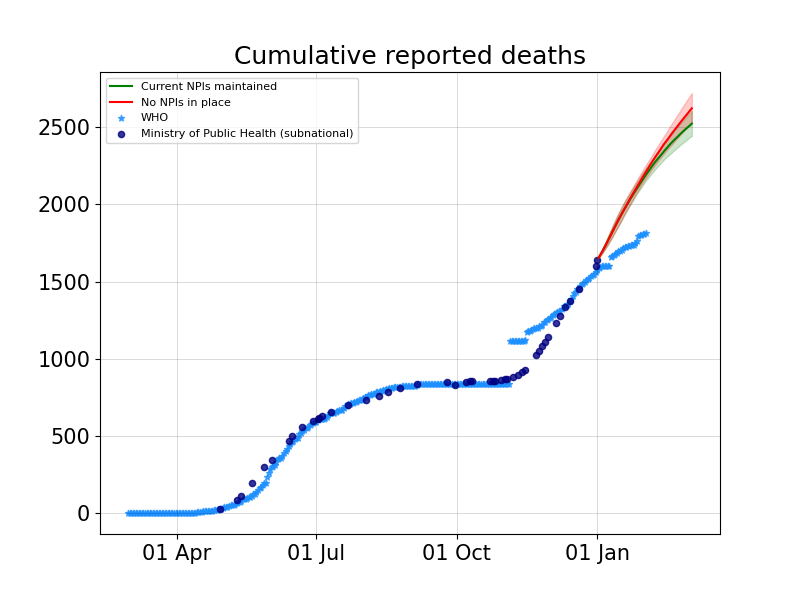 Cumulative reported deaths
Current NPIs maintained
No NPIs in place
WHO
Ministry of Public Health (subnational)
2500
2000
1500
1000
500
0
01 Apr
01 Jul
01 Oct
01 Jan